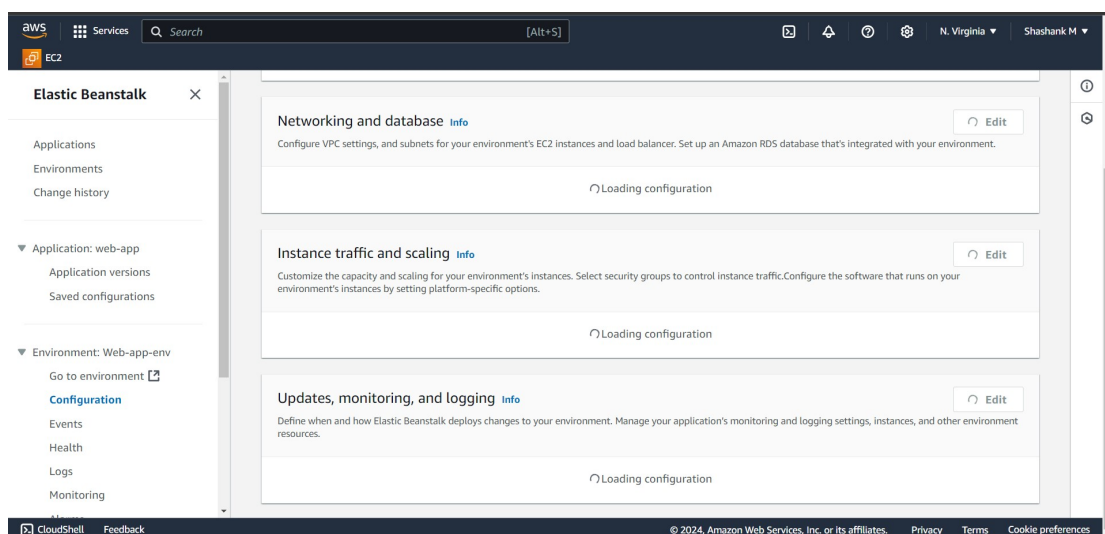 aws
Services
Search
[Alt+S]
N. Virginia
Shashank M
EC2
Elastic Beanstalk
Applications
Environments
Change history
Application: web-app
Application versions
Saved configurations
Environment: Web-app-env
Go to environment
Configuration
Events
Health
Logs
Monitoring
Networking and database Info
Edit
Configure VPC settings, and subnets for your environment's EC2 instances and load balancer. Set up an Amazon RDS database that's integrated with your environment.
Loading configuration
Instance traffic and scaling Info
Edit
Customize the capacity and scaling for your environment's instances. Select security groups to control instance traffic.Configure the software that runs on your
environment's instances by setting platform-specific options.
Loading configuration
Updates, monitoring, and logging Info
Edit
Define when and how Elastic Beanstalk deploys changes to your environment. Manage your application's monitoring and logging settings, instances, and other environment
resources.
Loading configuration
CloudShell
Feedback
© 2024, Amazon Web Services, Inc. or its affiliates.
Privacy
Terms
Cookie preferences